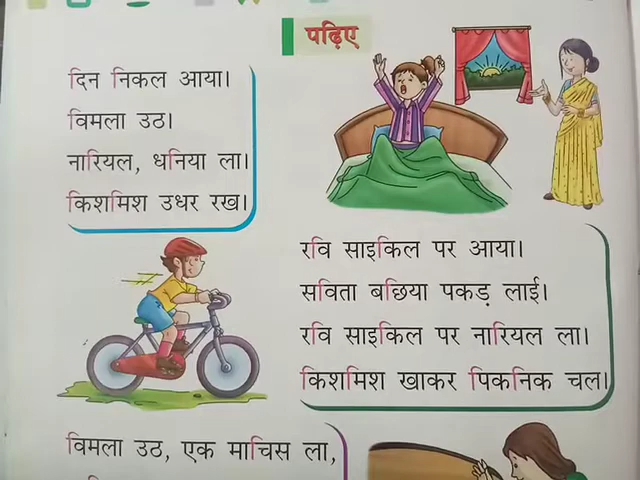 पढ़िए
दिन निकल आया।
विमला उठ।
नारियल, धनिया ला।
किशमिश उधर रख।
रवि साइकिल पर आया।
सविता बछिया पकड़ लाई।
रवि साइकिल पर नारियल ला।
किशमिश खाकर पिकनिक चल।
विमला उठ, एक माचिस ला,